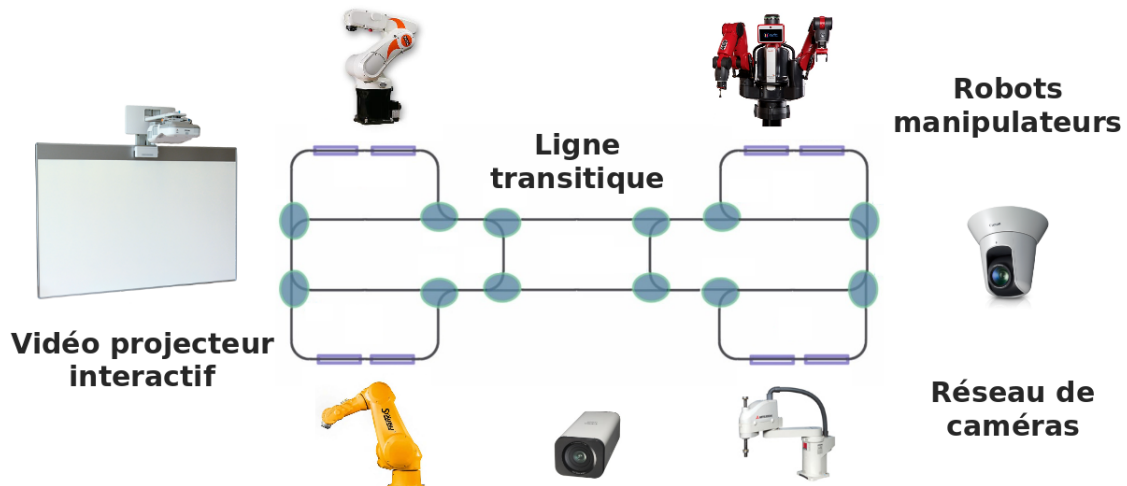 Robots
manipulateurs
Ligne
transitique
Vidéo projecteur
interactif
Réseau de
caméras